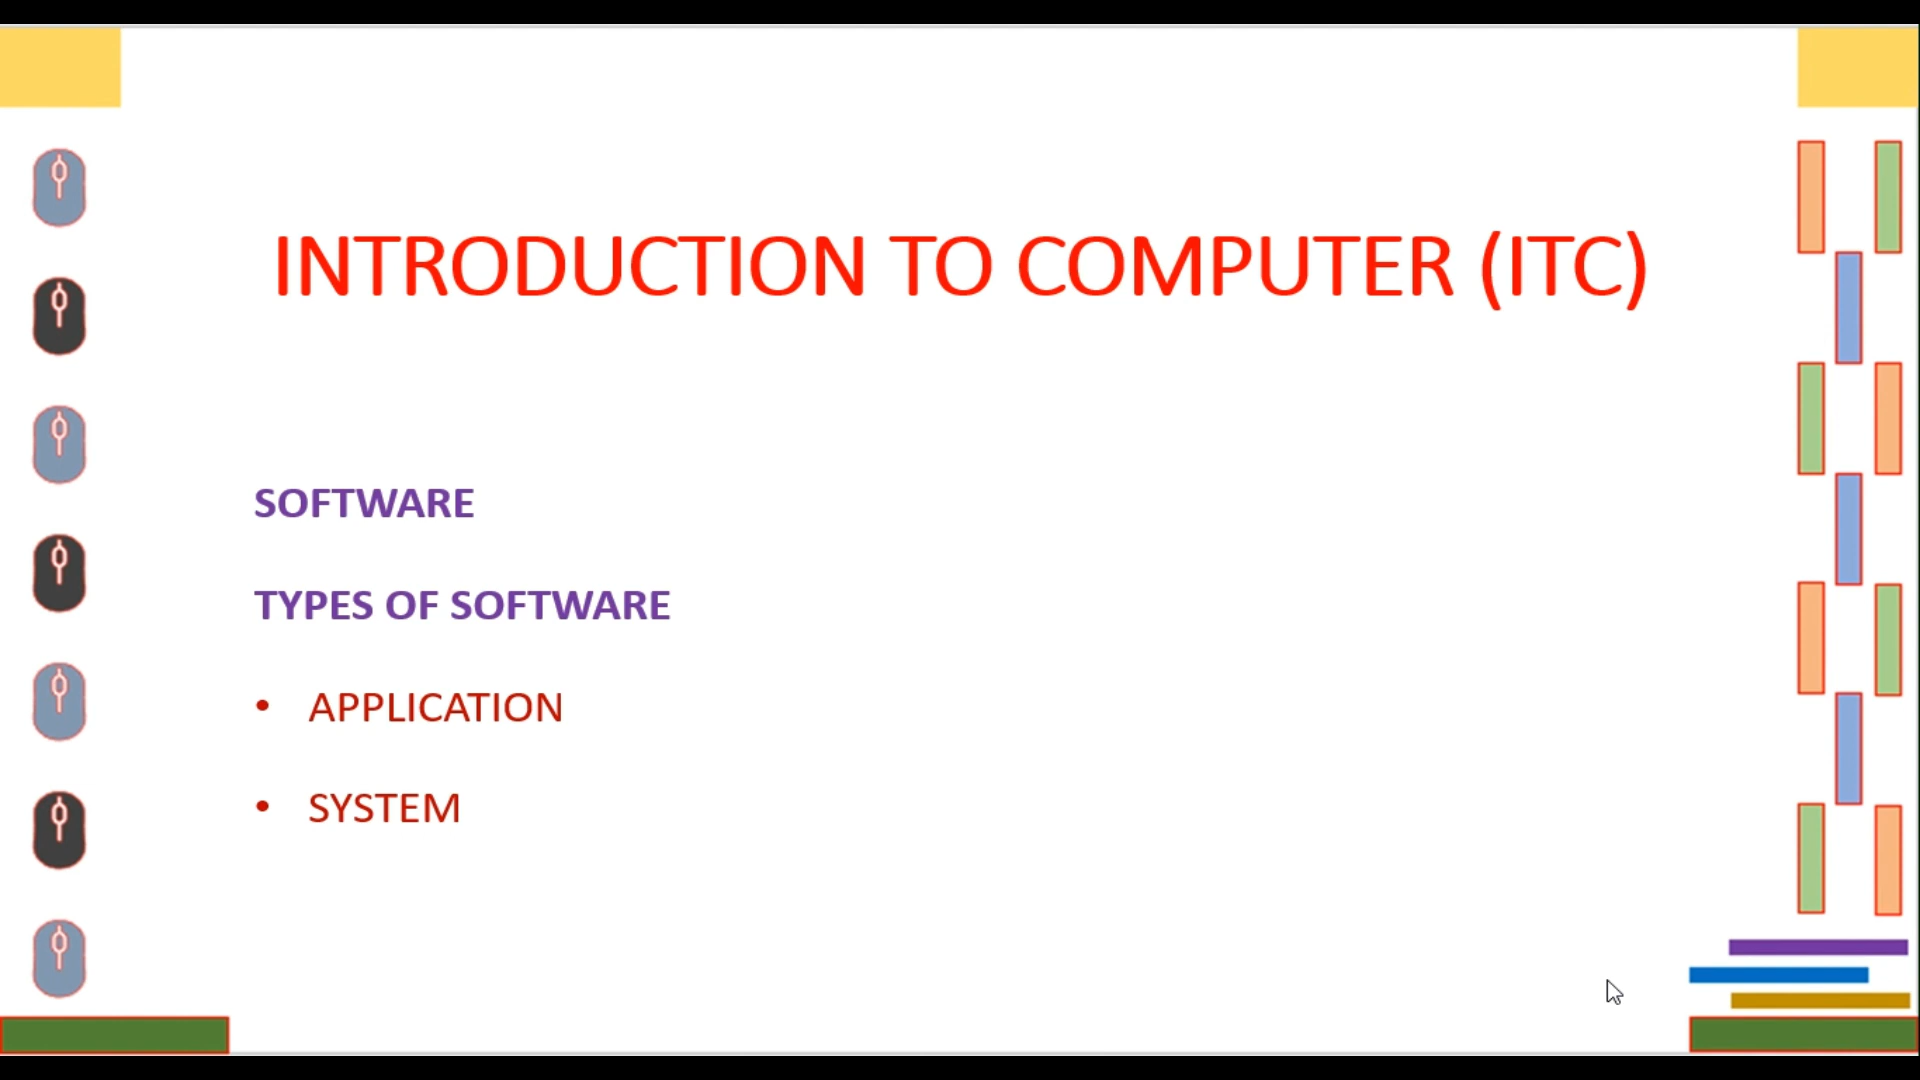 INTRODUCTION TO COMPUTER (ITC)
SOFTWARE
TYPES OF SOFTWARE
• APPLICATION
• SYSTEM